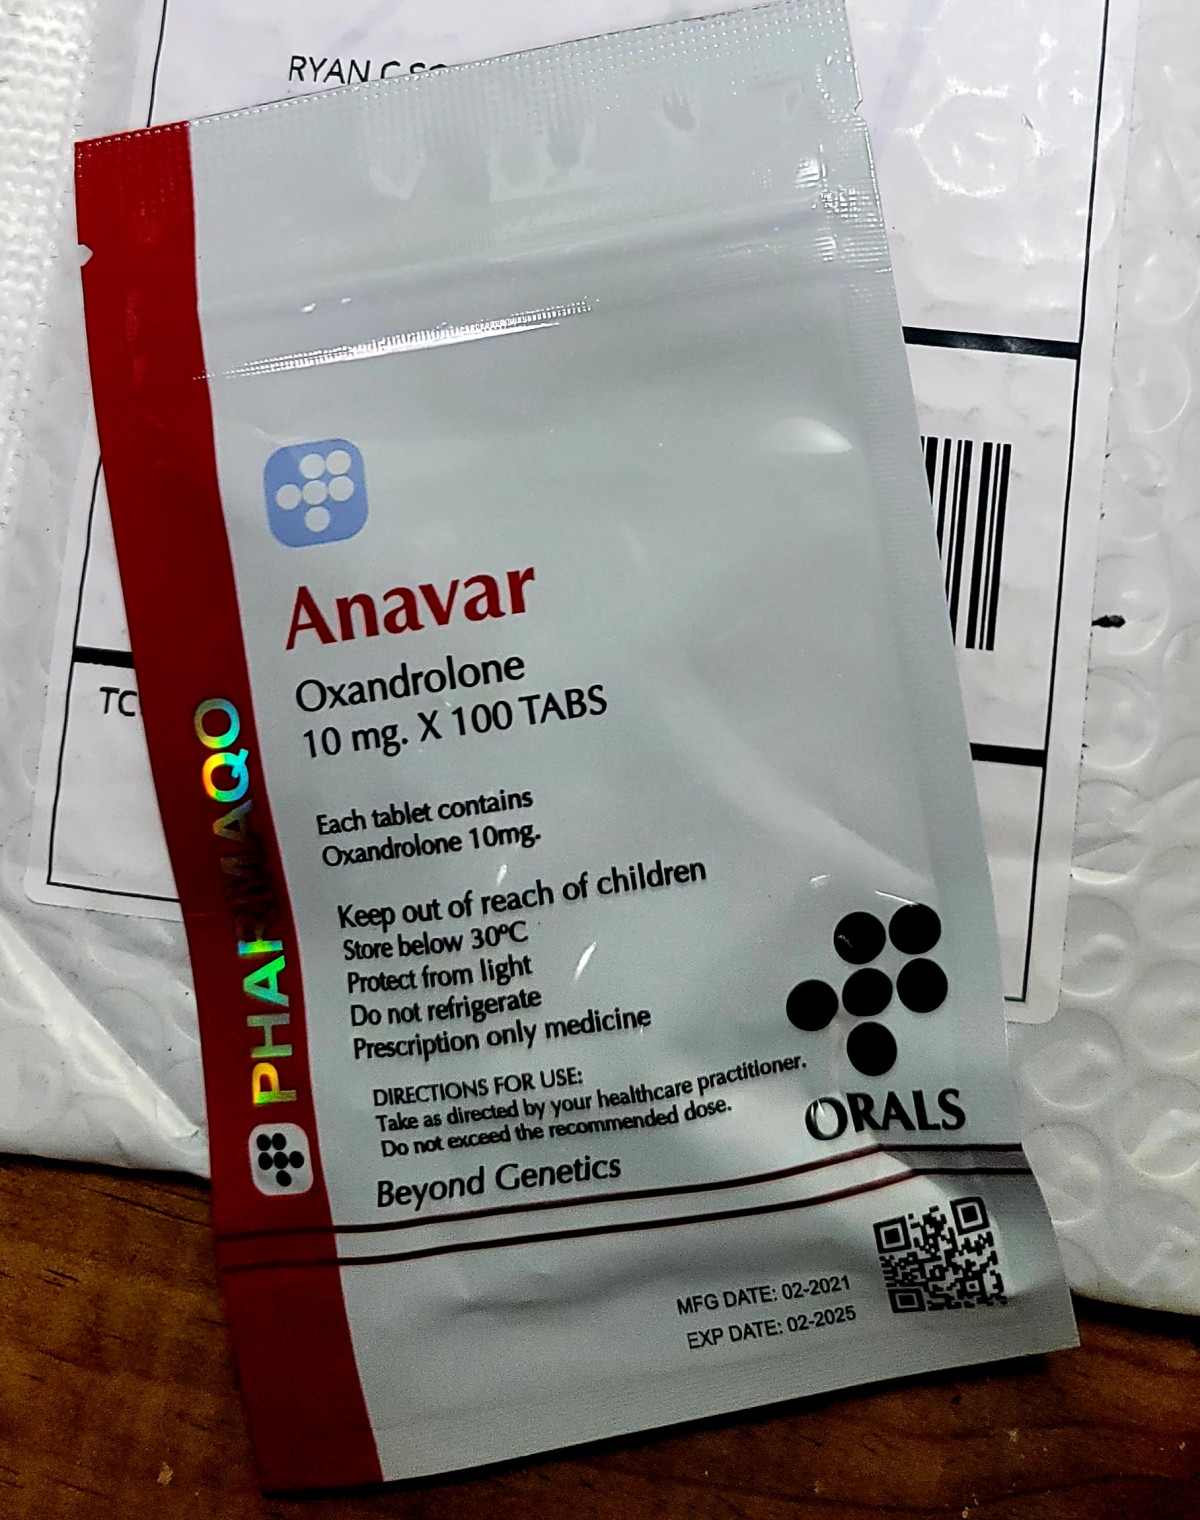 RYAN C
PHARMAQO
Anavar
Oxandrolone
10 mg. X 100 TABS
Each tablet contains
Oxandrolone 10mg.
Keep out of reach of children
Store below 30ºC
Protect from light
Do not refrigerate
Prescription only medicine
DIRECTIONS FOR USE:
Take as directed by your healthcare practitioner.
Do not exceed the recommended dose.
Beyond Genetics
ORALS
MFG DATE: 02-2021
EXP DATE: 02-2025